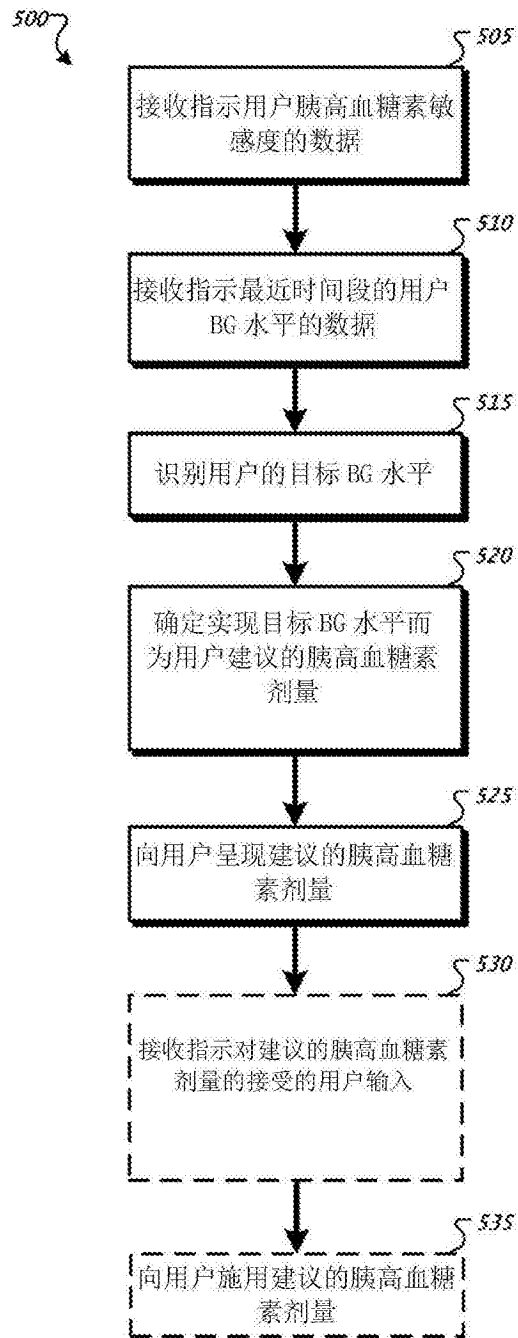 500
505
接收指示用户胰高血糖素敏
感度的数据
510
接收指示最近时间段的用户
BG 水平的数据
515
识别用户的目标 BG 水平
520
确定实现目标 BG 水平而
为用户建议的胰高血糖素
剂量
525
向用户呈现建议的胰高血糖
素剂量
530
接收指示对建议的胰高血糖素
剂量的接受的用户输入
535
向用户施用建议的胰高血糖
素剂量